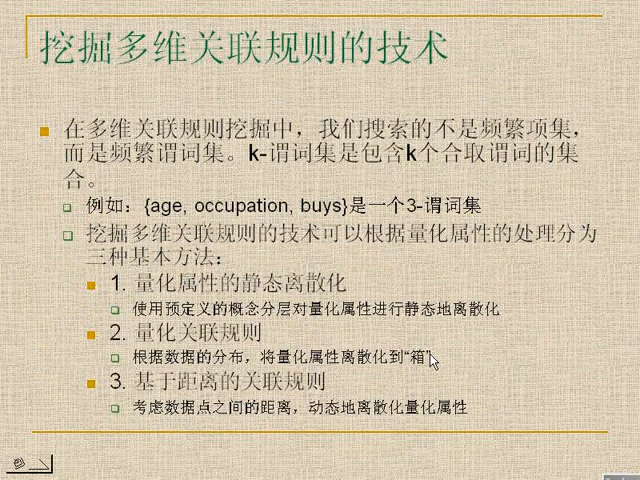 挖掘多维关联规则的技术
在多维关联规则挖掘中，我们搜索的不是频繁项集，
而是频繁谓词集。k-谓词集是包含k个合取谓词的集
合。
例如：{age, occupation, buys}是一个3-谓词集
挖掘多维关联规则的技术可以根据量化属性的处理分为
三种基本方法：
1. 量化属性的静态离散化
使用预定义的概念分层对量化属性进行静态地离散化
2. 量化关联规则
根据数据的分布，将量化属性离散化到“箱”
3. 基于距离的关联规则
考虑数据点之间的距离，动态地离散化量化属性